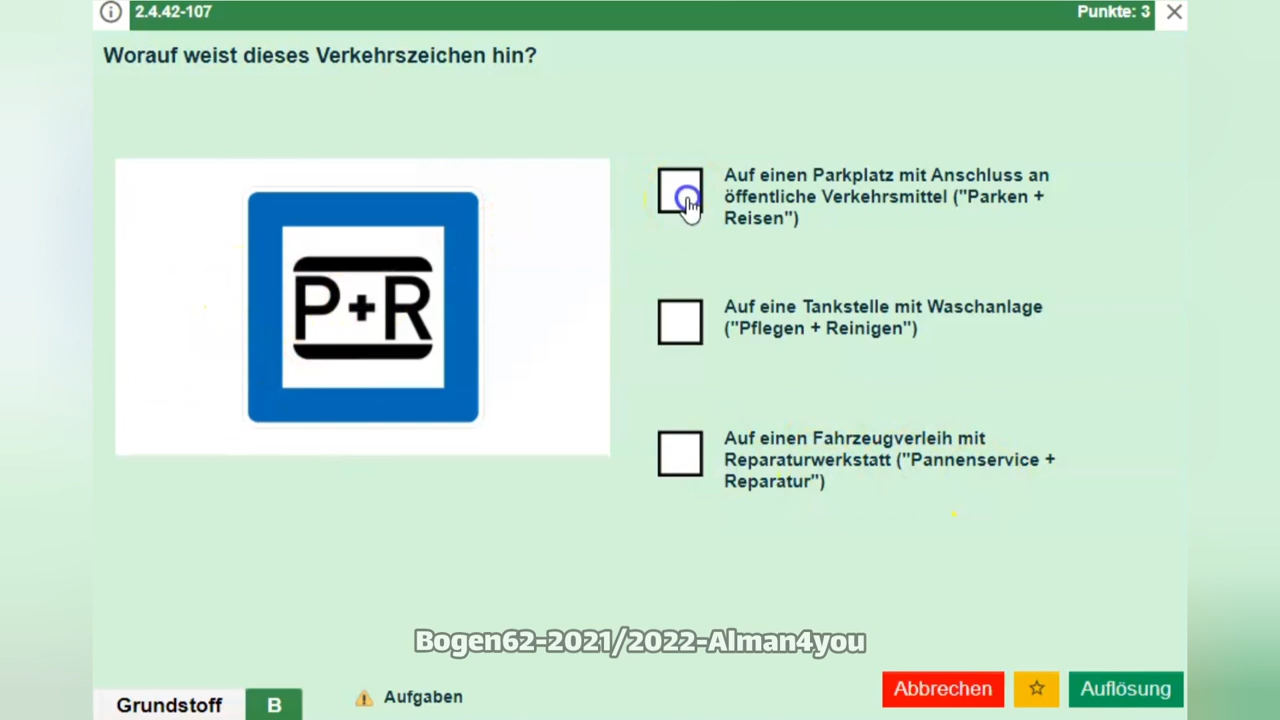 2.4.42-107
Punkte: 3
Worauf weist dieses Verkehrszeichen hin?
P+R
Auf einen Parkplatz mit Anschluss an
öffentliche Verkehrsmittel ("Parken +
Reisen")
Auf eine Tankstelle mit Waschanlage
("Pflegen + Reinigen")
Auf einen Fahrzeugverleih mit
Reparaturwerkstatt ("Pannenservice +
Reparatur")
Bogen62-2021/2022-Alman4you
Grundstoff
B
Aufgaben
Abbrechen
Auflösung